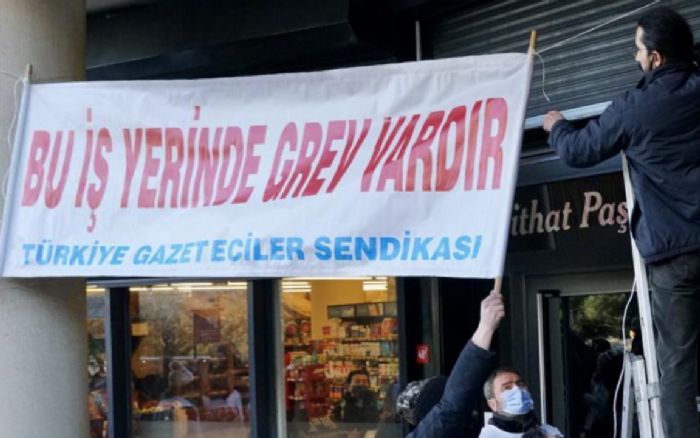 BU İŞ YERİNDE GREV VARDIR
TÜRKİYE GAZETECİLER SENDİKASI
ithat Paş